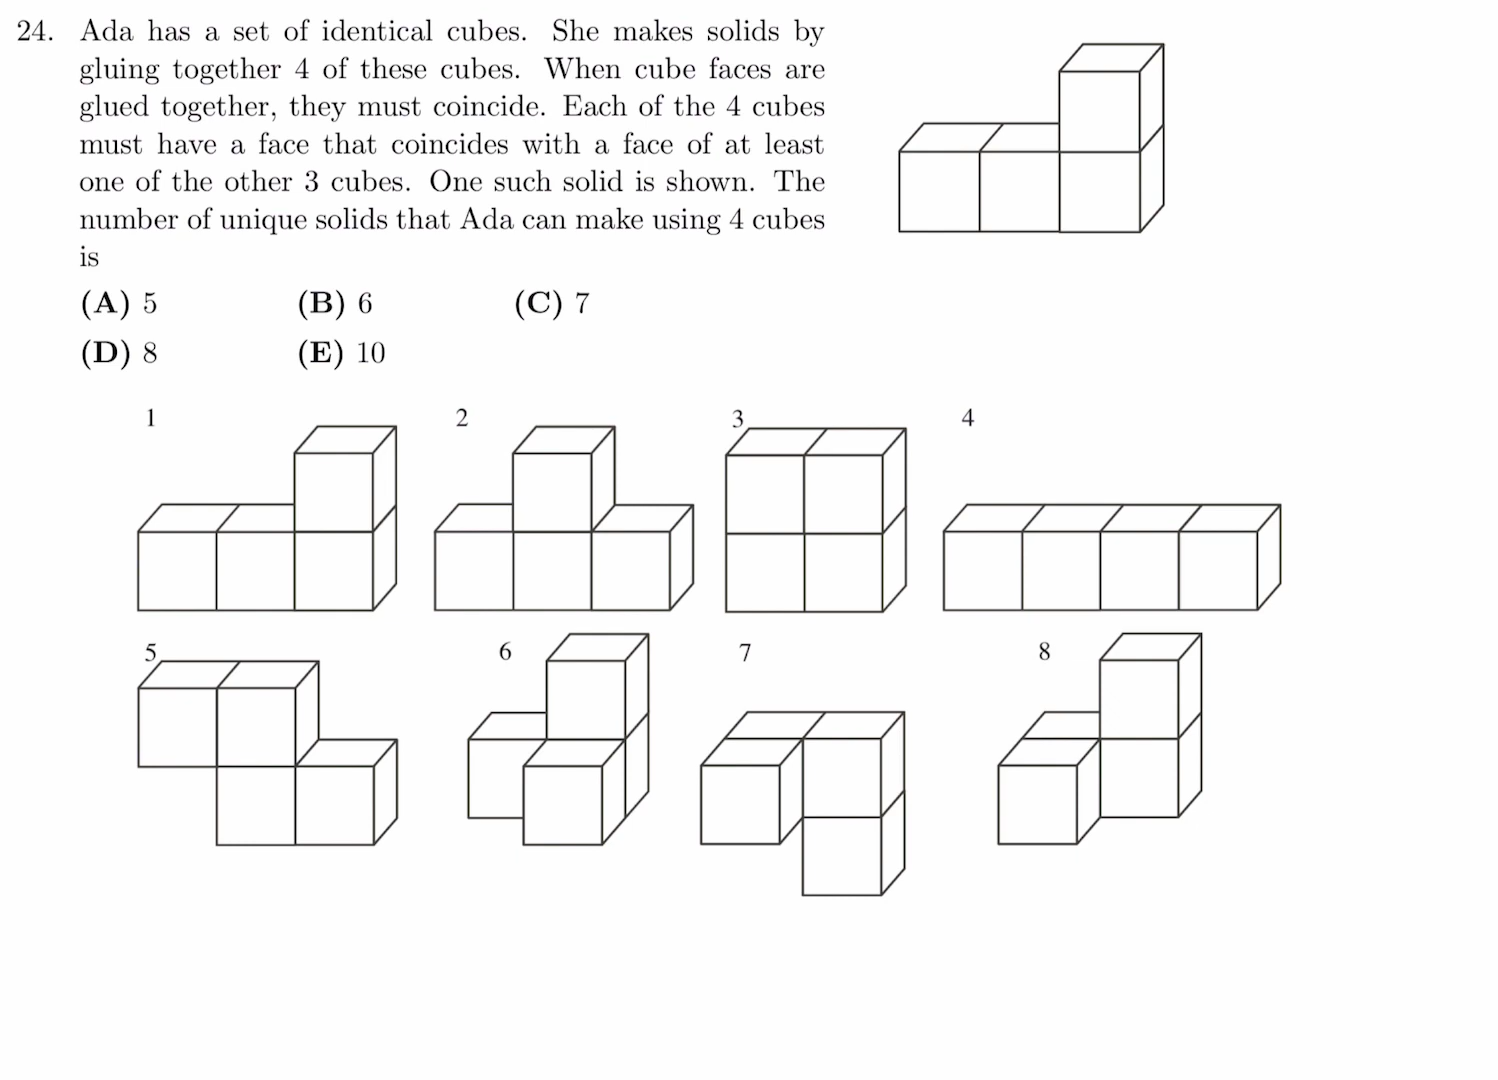 24. Ada has a set of identical cubes. She makes solids by
gluing together 4 of these cubes. When cube faces are
glued together, they must coincide. Each of the 4 cubes
must have a face that coincides with a face of at least
one of the other 3 cubes. One such solid is shown. The
number of unique solids that Ada can make using 4 cubes
is
(A) 5 (B) 6 (C) 7
(D) 8 (E) 10
1 2 3 4
5 6 7 8